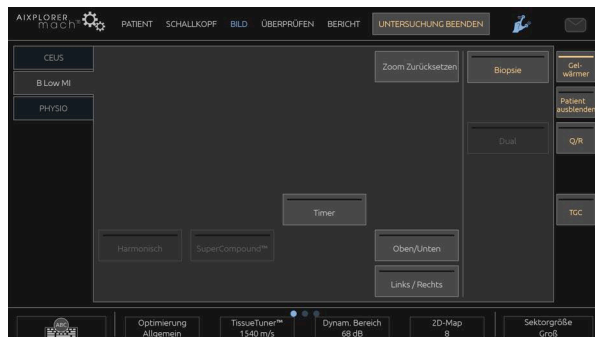 AIXPLORER
mach
PATIENT SCHALLKOPF BILD ÜBERPRÜFEN BERICHT UNTERSUCHUNG BEENDEN
CEUS
B Low MI
PHYSIO
Zoom Zurücksetzen
Biopsie
Gel-
wärmer
Patient
ausblenden
Dual
Q/R
Timer
TGC
Harmonisch SuperCompound™ Oben/Unten
Links / Rechts
ABC
Optimierung
Allgemein
TissueTuner™
1540 m/s
Dynam. Bereich
68 dB
2D-Map
8
Sektorgröße
Groß